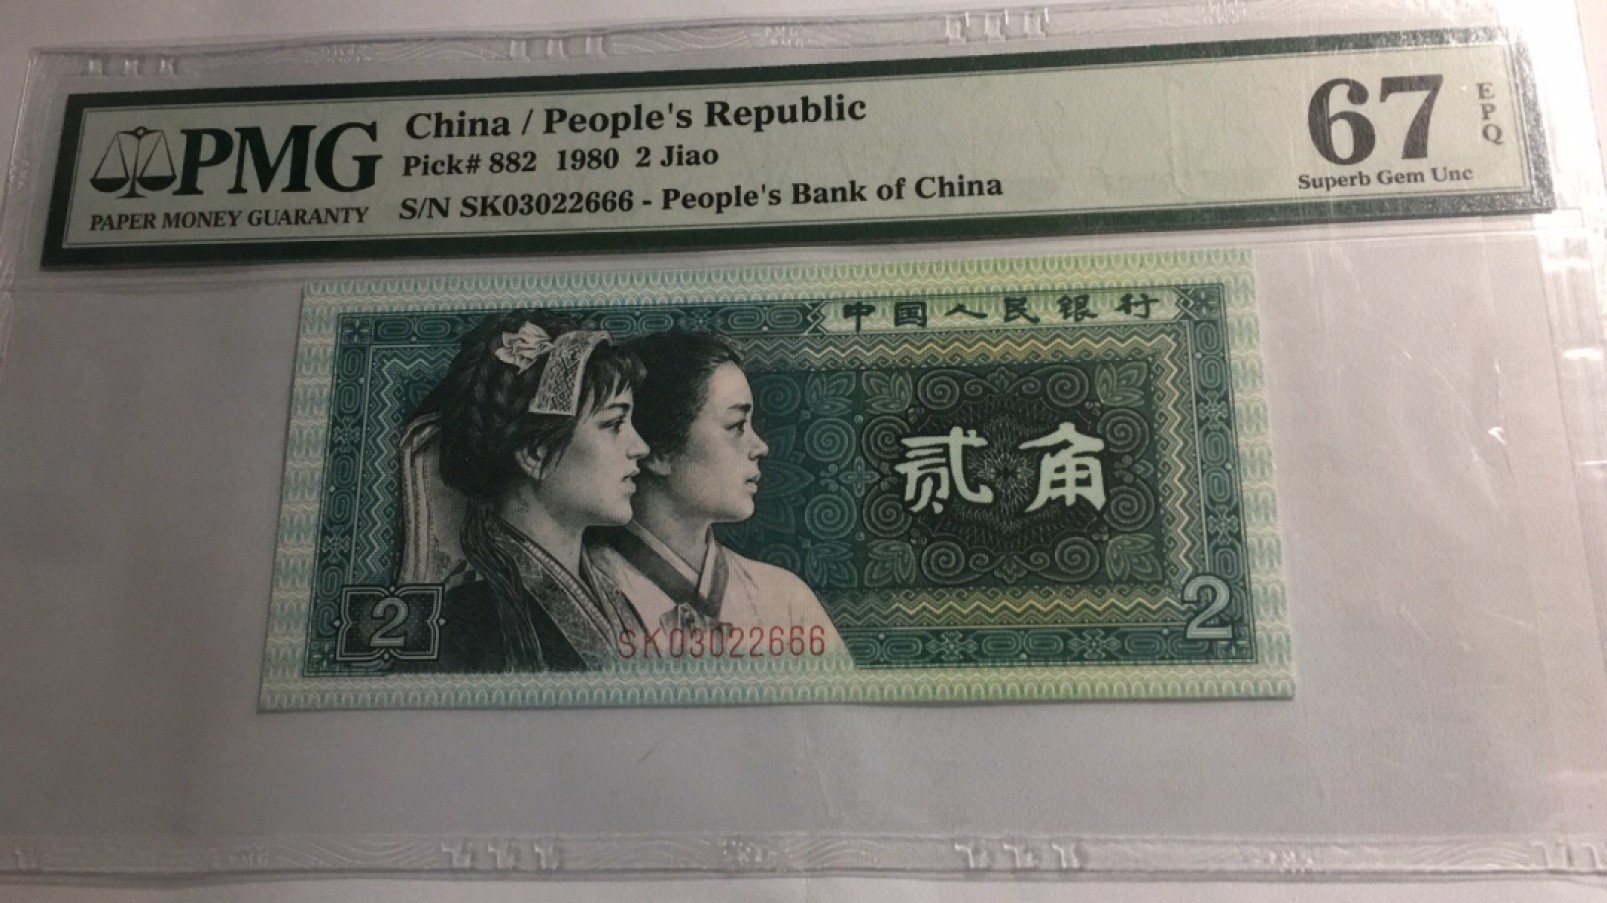 PMG
PAPER MONEY GUARANTY
China / People's Republic
Pick# 882 1980 2 Jiao
S/N SK03022666 - People's Bank of China
67
EPQ
Superb Gem Unc
中国人民银行
贰角
2
2
SK03022666